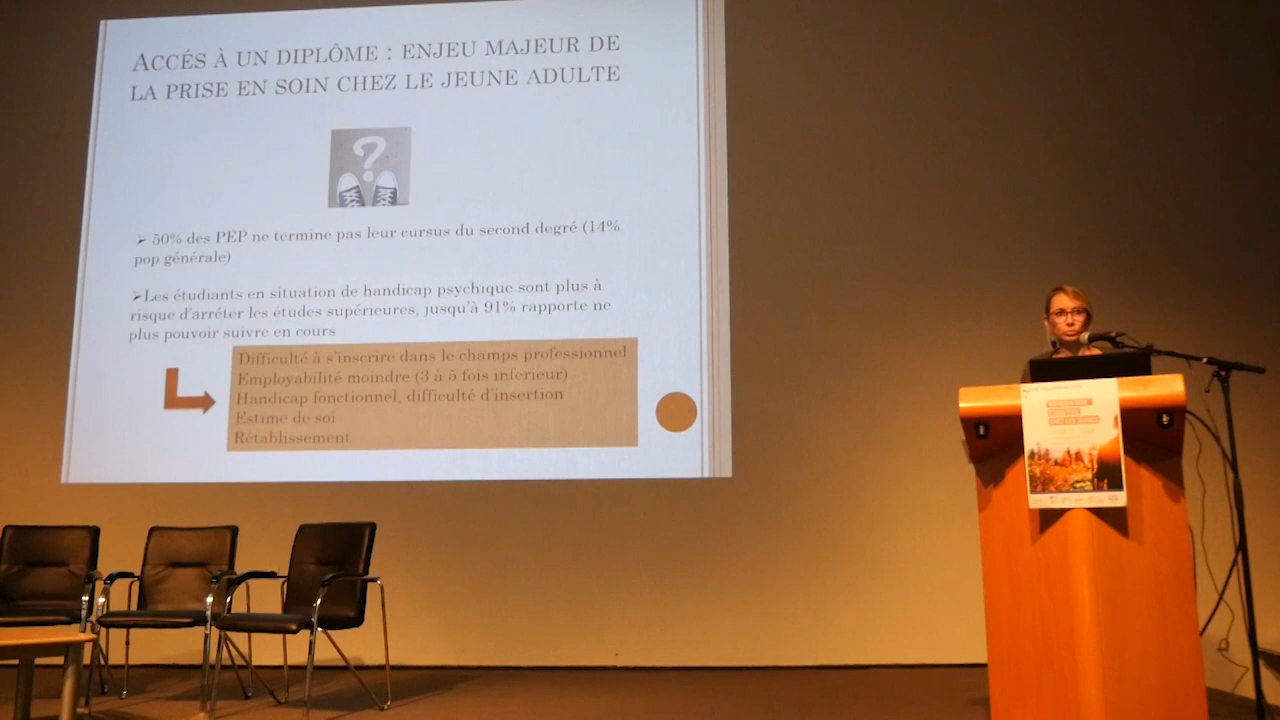 ACCÉS À UN DIPLÔME : ENJEU MAJEUR DE
LA PRISE EN SOIN CHEZ LE JEUNE ADULTE
?
➢ 50% des PEP ne termine pas leur cursus du second degré (14%
pop générale)
➢Les étudiants en situation de handicap psychique sont plus à
risque d'arréter les études supérieures, jusqu'à 91% rapporte ne
plus pouvoir suivre en cours
Difficulté à s'inscrire dans le champs professionnel
Employabilité moindre (3 à 5 fois inferieur)
Handicap fonctionnel, difficulté d'insertion
Estime de soi
Rétablissement